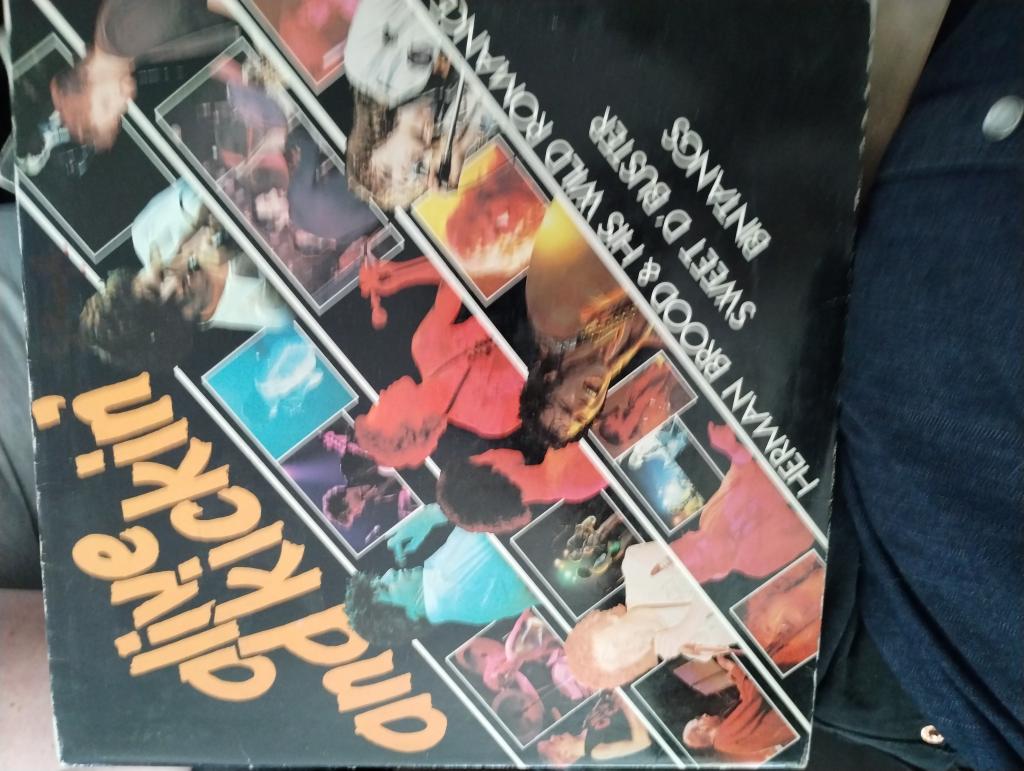 alive
and kickin'
HERMAN BROOD & HIS WILD ROMANCE
SWEET D'BUSTER
BINTANGS